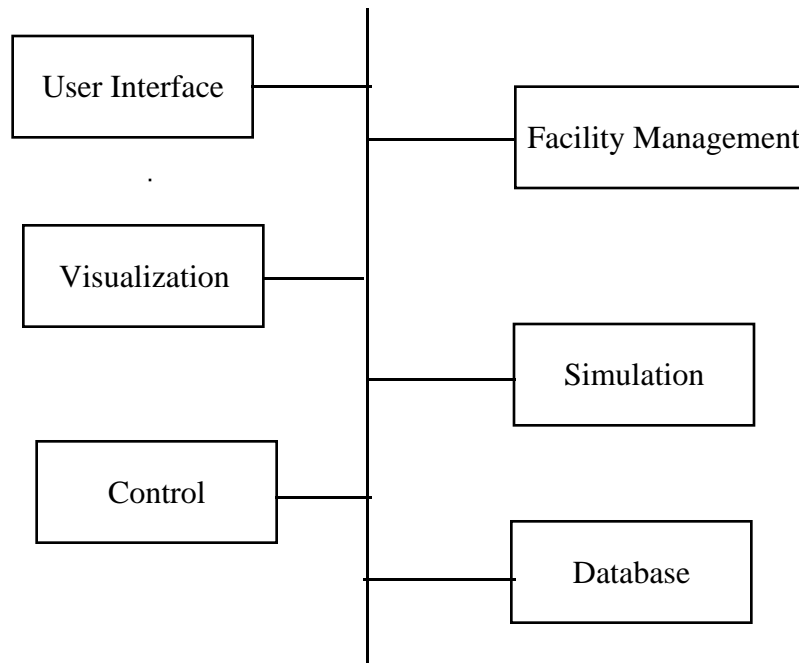 User Interface
Facility Management
Visualization
Simulation
Control
Database